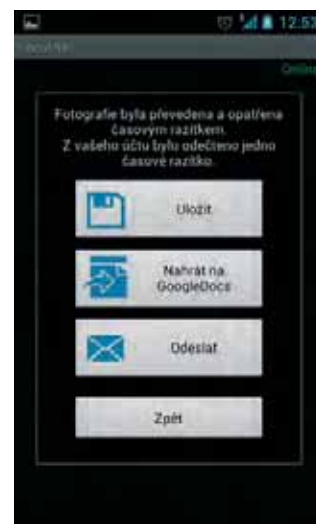 12:53
Online
Fotografie byla převedena a opatřena
časovým razítkem.
Z vašeho účtu bylo odečteno jedno
časové razítko.
Uložit
Nahrát na
GoogleDocs
Odeslat
Zpět